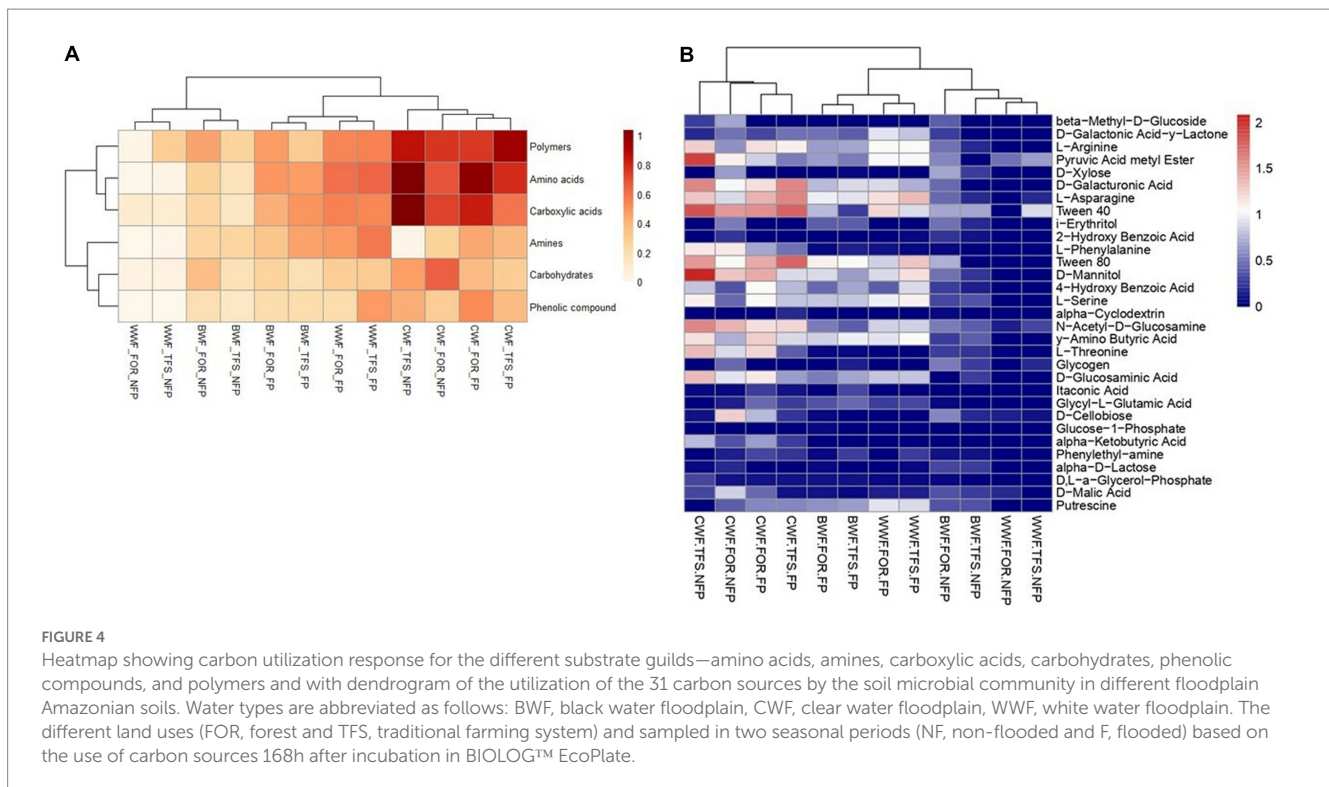 A
Polymers
Amino acids
Carboxylic acids
Amines
Carbohydrates
Phenolic compound
1
0.8
0.6
0.4
0.2
0
WWF_FOR_NFP
WWF_TFS_NFP
BWF_FOR_NFP
BWF_TFS_NFP
BWF_FOR_FP
BWF_TFS_FP
WWF_FOR_FP
WWF_TFS_FP
CWF_TFS_NFP
CWF_FOR_NFP
CWF_FOR_FP
CWF_TFS_FP
B
beta-Methyl-D-Glucoside
D-Galactonic Acid-y-Lactone
L-Arginine
Pyruvic Acid metyl Ester
D-Xylose
D-Galacturonic Acid
L-Asparagine
Tween 40
i-Erythritol
2-Hydroxy Benzoic Acid
L-Phenylalanine
Tween 80
D-Mannitol
4-Hydroxy Benzoic Acid
L-Serine
alpha-Cyclodextrin
N-Acetyl-D-Glucosamine
y-Amino Butyric Acid
L-Threonine
Glycogen
D-Glucosaminic Acid
Itaconic Acid
Glycyl-L-Glutamic Acid
D-Cellobiose
Glucose-1-Phosphate
alpha-Ketobutyric Acid
Phenylethyl-amine
alpha-D-Lactose
D,L-a-Glycerol-Phosphate
D-Malic Acid
Putrescine
2
1.5
1
0.5
0
CWF.TFS.NFP
CWF.FOR.NFP
CWF.FOR.FP
CWF.TFS.FP
BWF.FOR.FP
BWF.TFS.FP
WWF.FOR.FP
WWF.TFS.FP
BWF.FOR.NFP
BWF.TFS.NFP
WWF.FOR.NFP
WWF.TFS.NFP
FIGURE 4
Heatmap showing carbon utilization response for the different substrate guilds—amino acids, amines, carboxylic acids, carbohydrates, phenolic
compounds, and polymers and with dendrogram of the utilization of the 31 carbon sources by the soil microbial community in different floodplain
Amazonian soils. Water types are abbreviated as follows: BWF, black water floodplain, CWF, clear water floodplain, WWF, white water floodplain. The
different land uses (FOR, forest and TFS, traditional farming system) and sampled in two seasonal periods (NF, non-flooded and F, flooded) based on
the use of carbon sources 168h after incubation in BIOLOG™ EcoPlate.